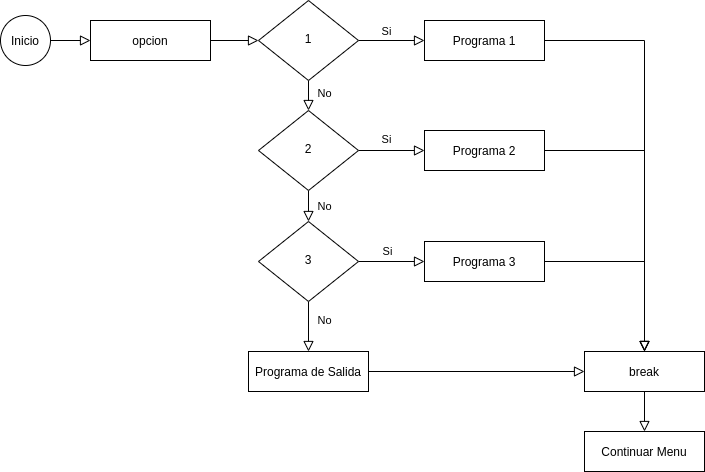 Inicio
opcion
1
Si
Programa 1
No
2
Si
Programa 2
No
3
Si
Programa 3
No
Programa de Salida
break
Continuar Menu